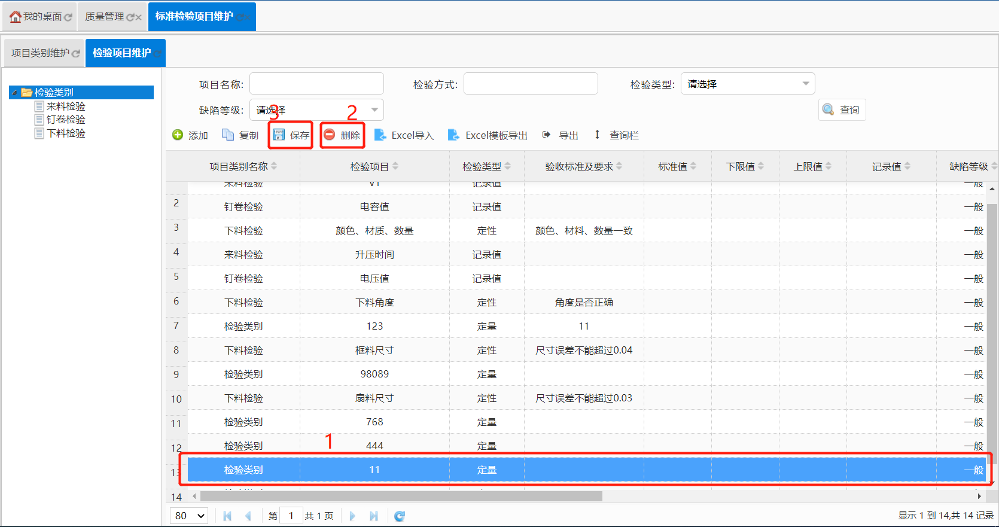 我的桌面 质量管理 标准检验项目维护
项目类别维护 检验项目维护
检验类别
来料检验
钉卷检验
下料检验
项目名称: 检验方式: 检验类型: 请选择
缺陷等级: 请选择 查询
3 2
添加 复制 保存 删除 Excel导入 Excel模板导出 导出 查询栏
项目类别名称 检验项目 检验类型 验收标准及要求 标准值 下限值 上限值 记录值 缺陷等级
来料检验 V1 记录值 一般
2 钉卷检验 电容值 记录值 一般
3 下料检验 颜色、材质、数量 定性 颜色、材料、数量一致 一般
4 来料检验 升压时间 记录值 一般
5 钉卷检验 电压值 记录值 一般
6 下料检验 下料角度 定性 角度是否正确 一般
7 检验类别 123 定量 11 一般
8 下料检验 框料尺寸 定性 尺寸误差不能超过0.04 一般
9 检验类别 98089 定量 一般
10 下料检验 扇料尺寸 定性 尺寸误差不能超过0.03 一般
11 检验类别 768 定量 一般
1
12 检验类别 444 定量 一般
13 检验类别 11 定量 一般
14
80 第 1 共 1 页 显示 1 到 14,共 14 记录